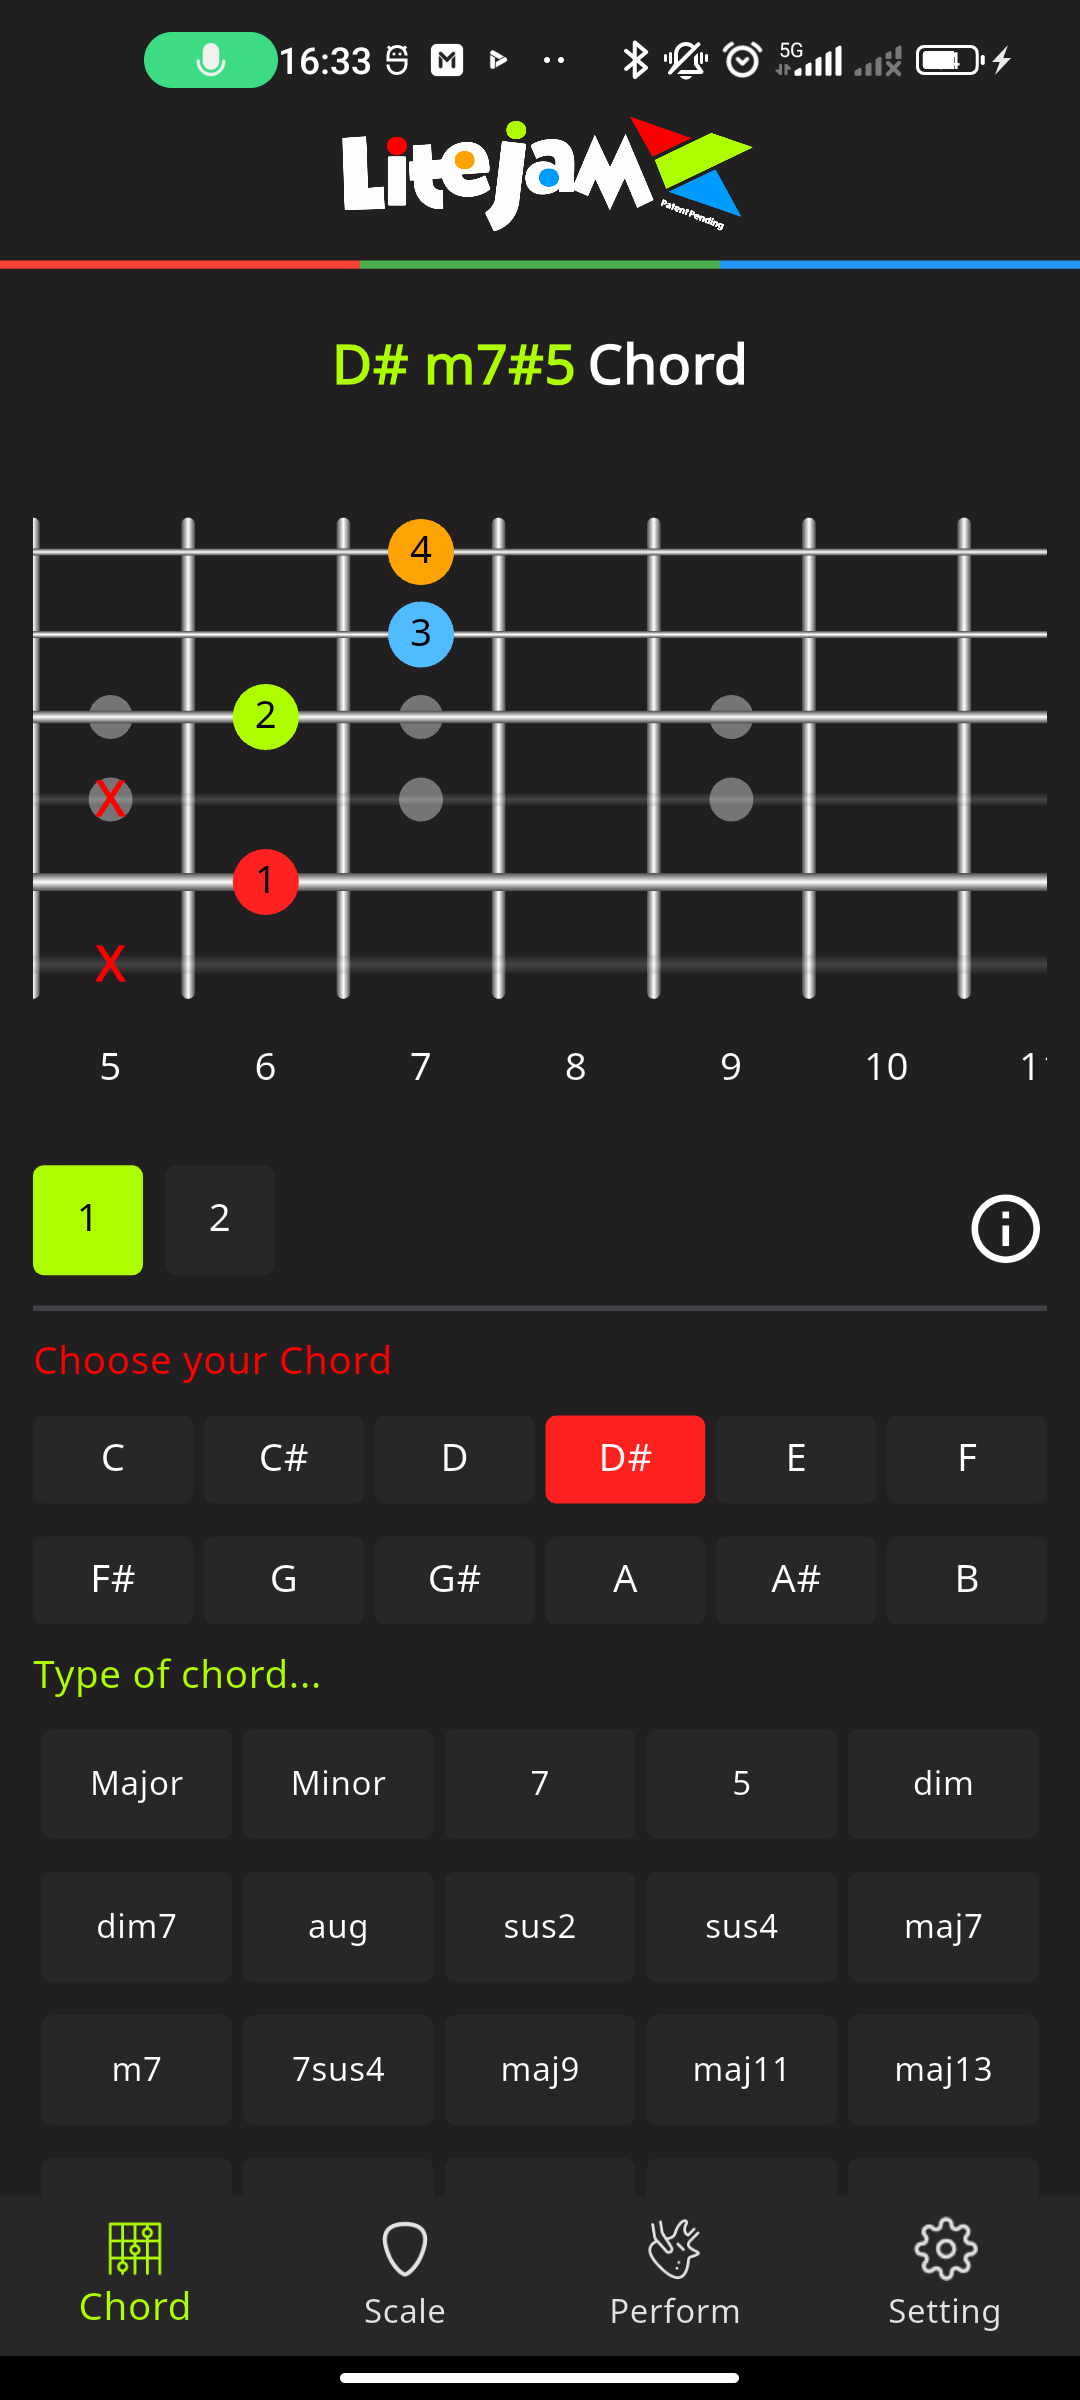 16:33
5G
Litejam
Patent Pending
D# m7#5 Chord
4
3
2
X
1
X
5 6 7 8 9 10
1 2
Choose your Chord
C C# D D# E F
F# G G# A A# B
Type of chord...
Major Minor 7 5 dim
dim7 aug sus2 sus4 maj7
m7 7sus4 maj9 maj11 maj13
Chord Scale Perform Setting